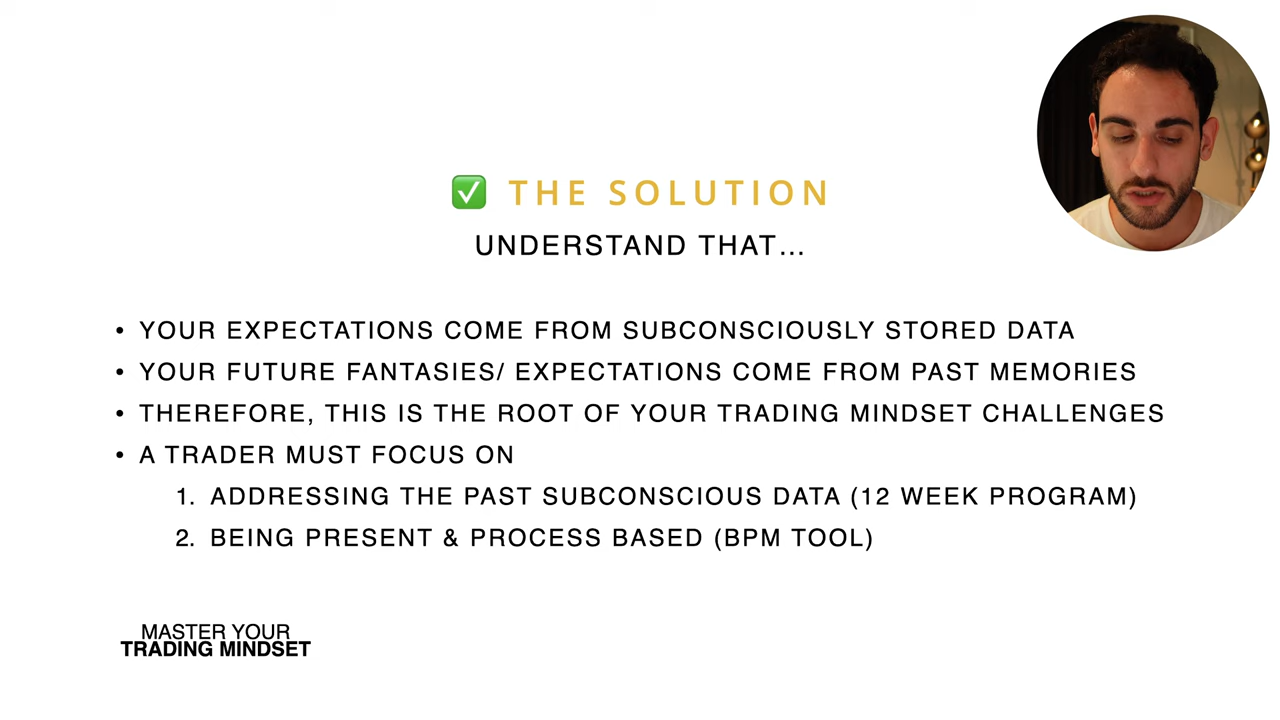 ✅ THE SOLUTION
UNDERSTAND THAT...
• YOUR EXPECTATIONS COME FROM SUBCONSCIOUSLY STORED DATA
• YOUR FUTURE FANTASIES/ EXPECTATIONS COME FROM PAST MEMORIES
• THEREFORE, THIS IS THE ROOT OF YOUR TRADING MINDSET CHALLENGES
• A TRADER MUST FOCUS ON
1. ADDRESSING THE PAST SUBCONSCIOUS DATA (12 WEEK PROGRAM)
2. BEING PRESENT & PROCESS BASED (BPM TOOL)
MASTER YOUR
TRADING MINDSET